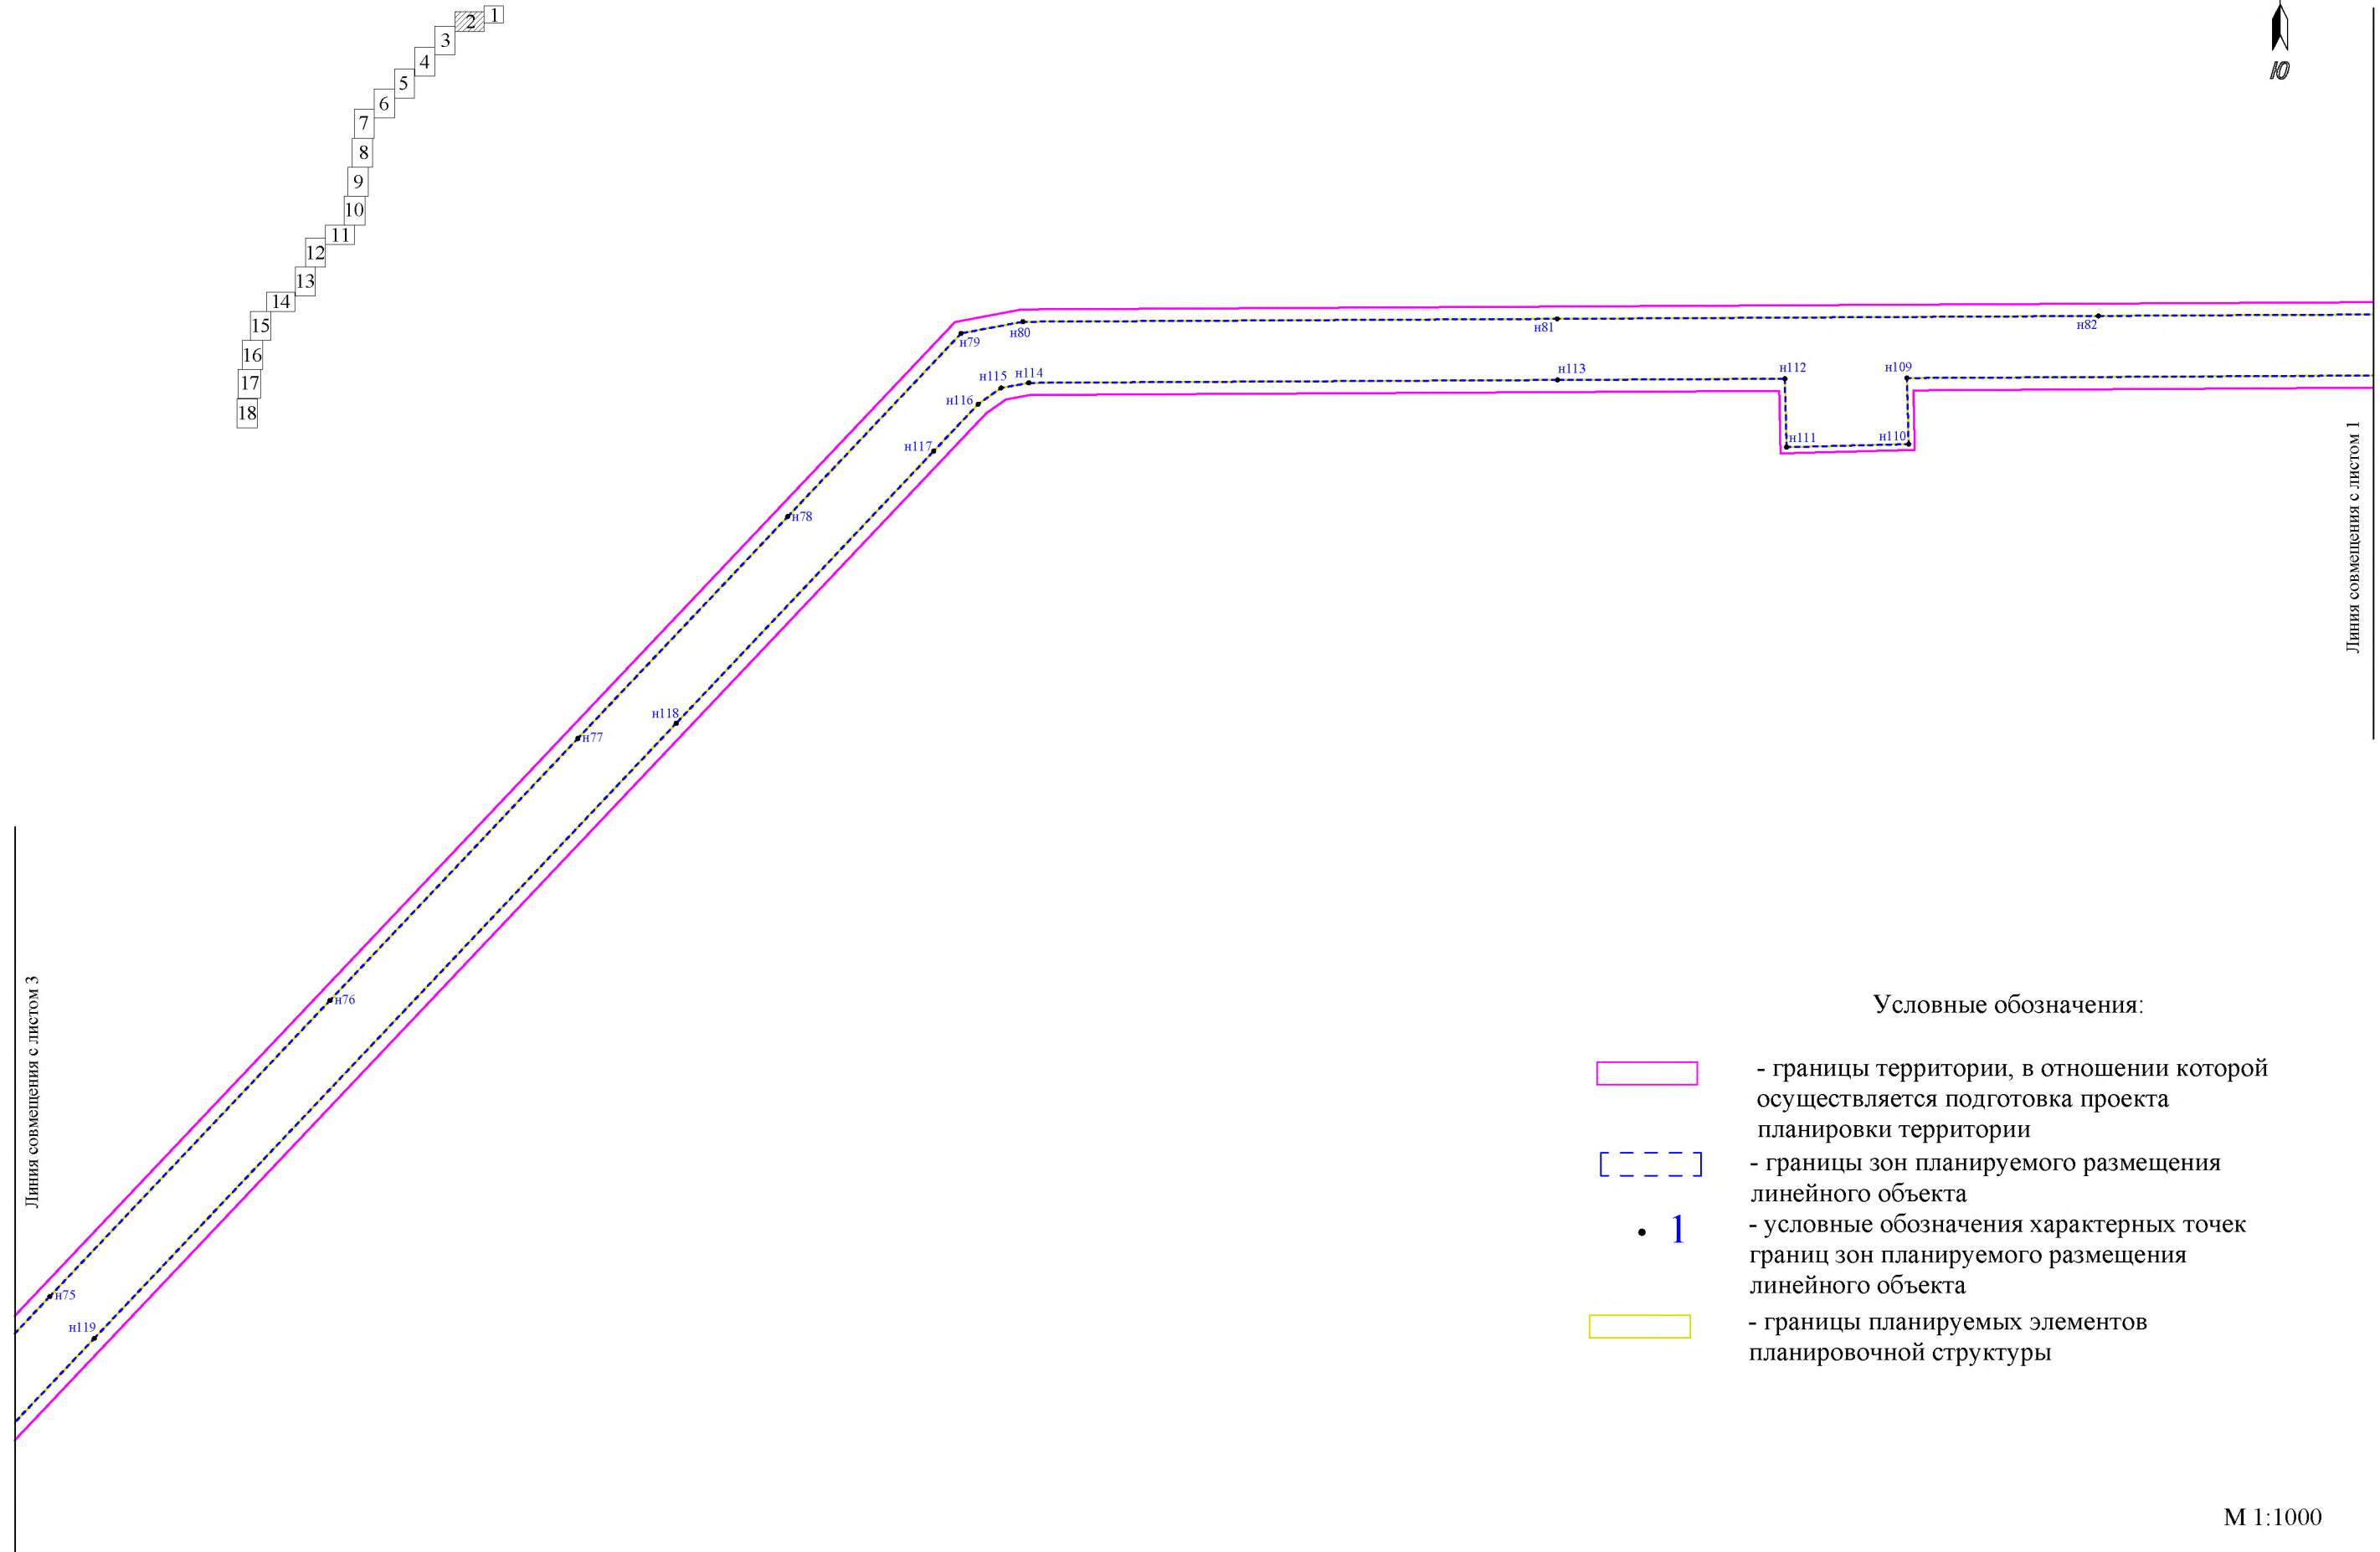 1
2
3
4
5
6
7
8
9
10
11
12
13
14
15
16
17
18
Ю
н79
н80
н81
н82
н115
н114
н113
н112
н109
н116
н117
н111
н110
н78
н118
н77
н76
н75
н119
Линия совмещения с листом 1
Линия совмещения с листом 3
Условные обозначения:
- границы территории, в отношении которой
осуществляется подготовка проекта
планировки территории
- границы зон планируемого размещения
линейного объекта
1
- условные обозначения характерных точек
границ зон планируемого размещения
линейного объекта
- границы планируемых элементов
планировочной структуры
М 1:1000